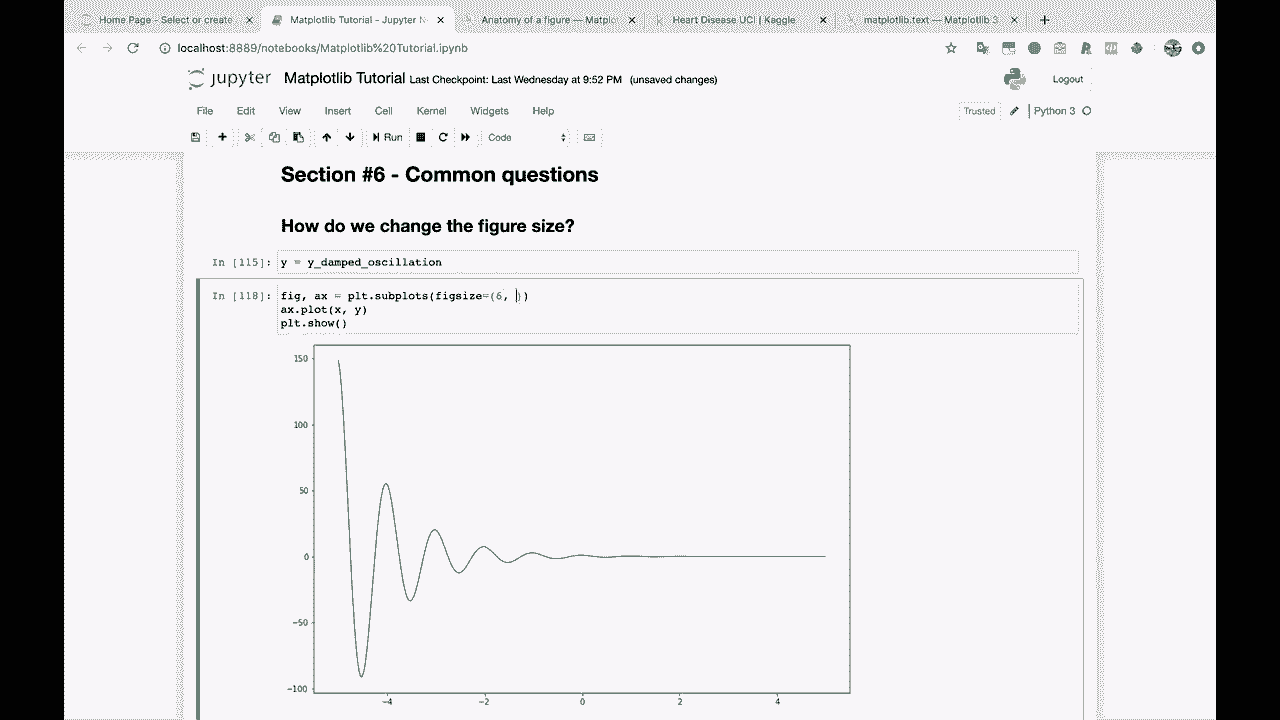 Home Page - Select or create
Matplotlib Tutorial - Jupyter N
Anatomy of a figure — Matplo
Heart Disease UCI | Kaggle
matplotlib.text — Matplotlib 3
localhost:8889/notebooks/Matplotlib%20Tutorial.ipynb
jupyter Matplotlib Tutorial Last Checkpoint: Last Wednesday at 9:52 PM (unsaved changes)
Logout
File Edit View Insert Cell Kernel Widgets Help
Trusted
Python 3
Run
Code
Section #6 - Common questions
How do we change the figure size?
In [115]: y = y_damped_oscillation
In [118]: fig, ax = plt.subplots(figsize=(6, ))
ax.plot(x, y)
plt.show()
150
100
50
0
−50
−100
−4 −2 0 2 4